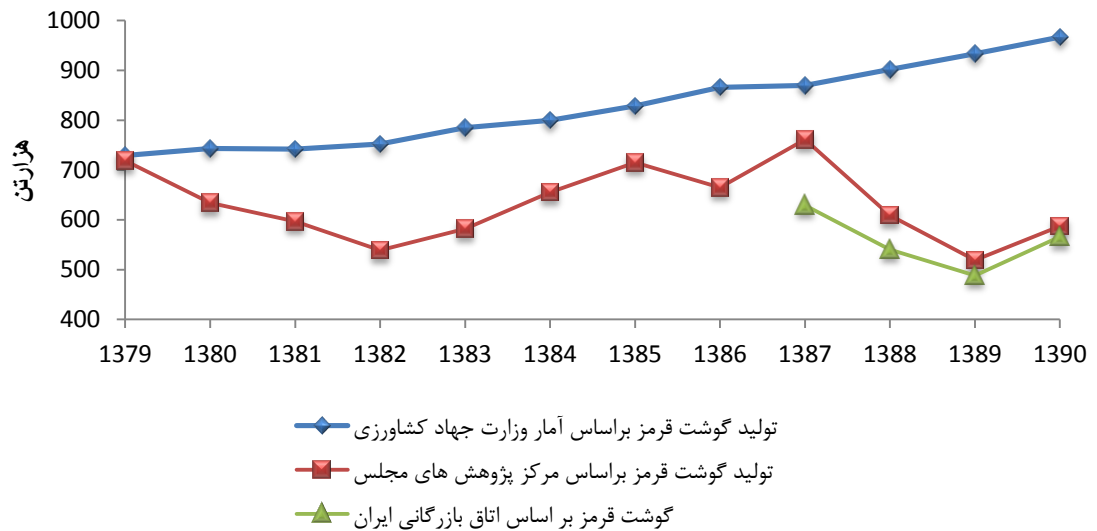 1000
900
800
700
600
500
400
هزارتن
1379 1380 1381 1382 1383 1384 1385 1386 1387 1388 1389 1390
تولید گوشت قرمز براساس آمار وزارت جهاد کشاورزی
تولید گوشت قرمز براساس مرکز پژوهش های مجلس
گوشت قرمز بر اساس اتاق بازرگانی ایران